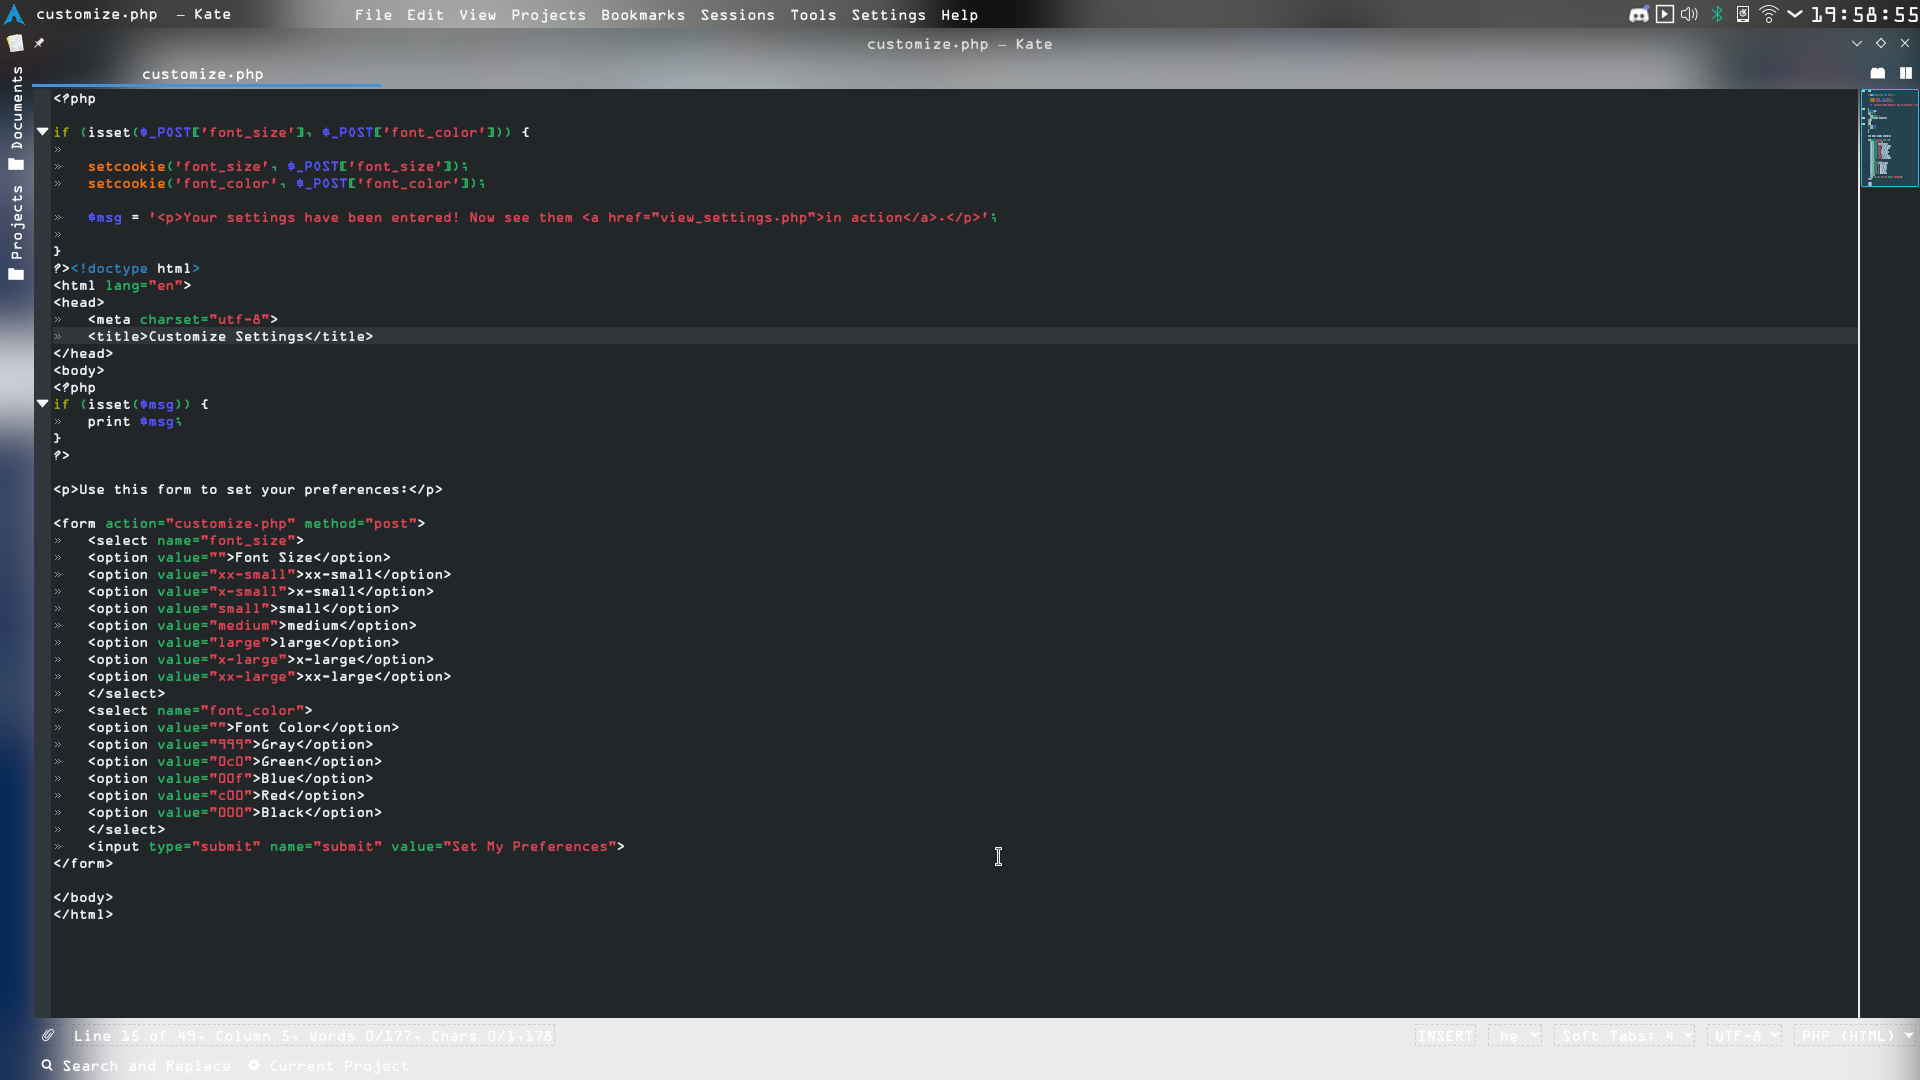 customize.php — Kate
File Edit View Projects Bookmarks Sessions Tools Settings Help
19:58:55
customize.php — Kate
customize.php
Documents
Projects
<?php
if (isset($_POST['font_size'], $_POST['font_color'])) {
setcookie('font_size', $_POST['font_size']);
setcookie('font_color', $_POST['font_color']);
$msg = '<p>Your settings have been entered! Now see them <a href="view_settings.php">in action</a>.</p>';
}
?><!doctype html>
<html lang="en">
<head>
<meta charset="utf-8">
<title>Customize Settings</title>
</head>
<body>
<?php
if (isset($msg)) {
print $msg;
}
?>
<p>Use this form to set your preferences:</p>
<form action="customize.php" method="post">
<select name="font_size">
<option value="">Font Size</option>
<option value="xx-small">xx-small</option>
<option value="x-small">x-small</option>
<option value="small">small</option>
<option value="medium">medium</option>
<option value="large">large</option>
<option value="x-large">x-large</option>
<option value="xx-large">xx-large</option>
</select>
<select name="font_color">
<option value="">Font Color</option>
<option value="999">Gray</option>
<option value="0c0">Green</option>
<option value="00f">Blue</option>
<option value="c00">Red</option>
<option value="000">Black</option>
</select>
<input type="submit" name="submit" value="Set My Preferences">
</form>
</body>
</html>
Line 15 of 49, Column 5, Words 0/177, Chars 0/1,178
INSERT he Soft Tabs: 4 UTF-8 PHP (HTML)
Search and Replace Current Project